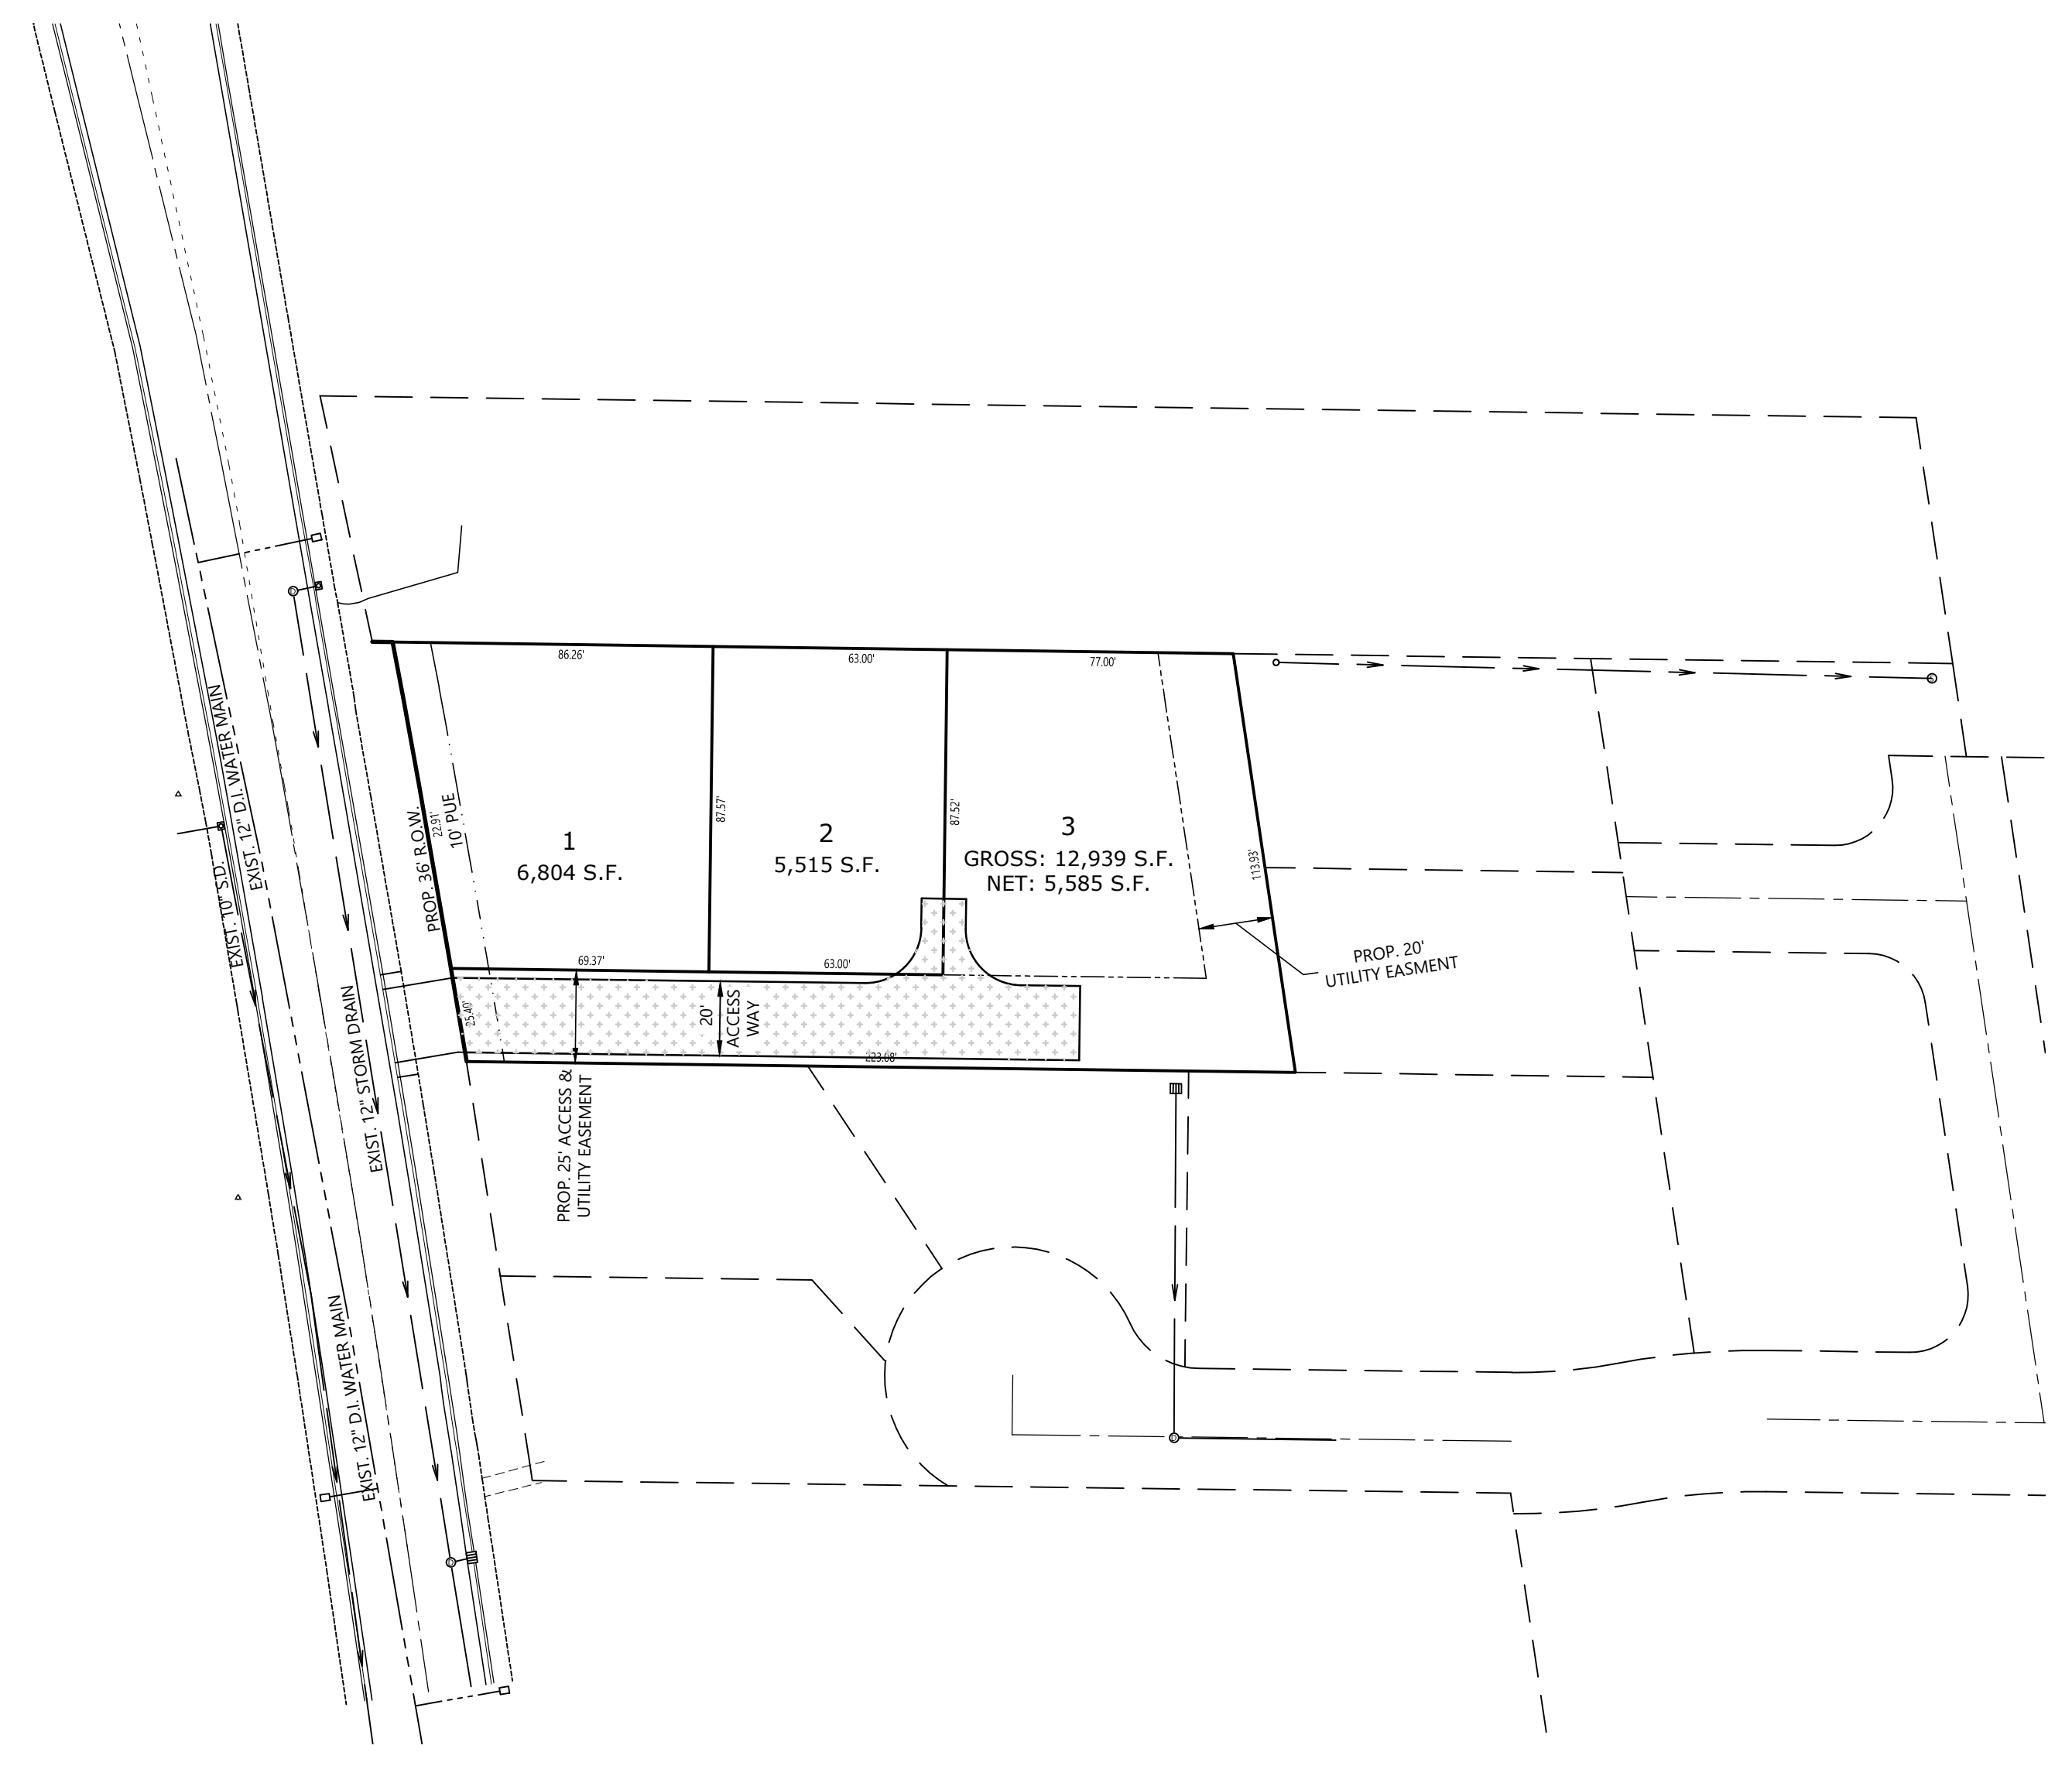 86.26'
63.00'
77.00'
EXIST. 12" D.I. WATER MAIN
EXIST. 10" S.D.
PROP. 36' R.O.W.
22.91'
10' PUE
1
6,804 S.F.
87.57'
2
5,515 S.F.
87.52'
3
GROSS: 12,939 S.F.
NET: 5,585 S.F.
113.93'
PROP. 20'
UTILITY EASMENT
69.37'
63.00'
25.40'
20'
ACCESS
WAY
223.68'
EXIST. 12" STORM DRAIN
PROP. 25' ACCESS &
UTILITY EASEMENT
EXIST. 12" D.I. WATER MAIN